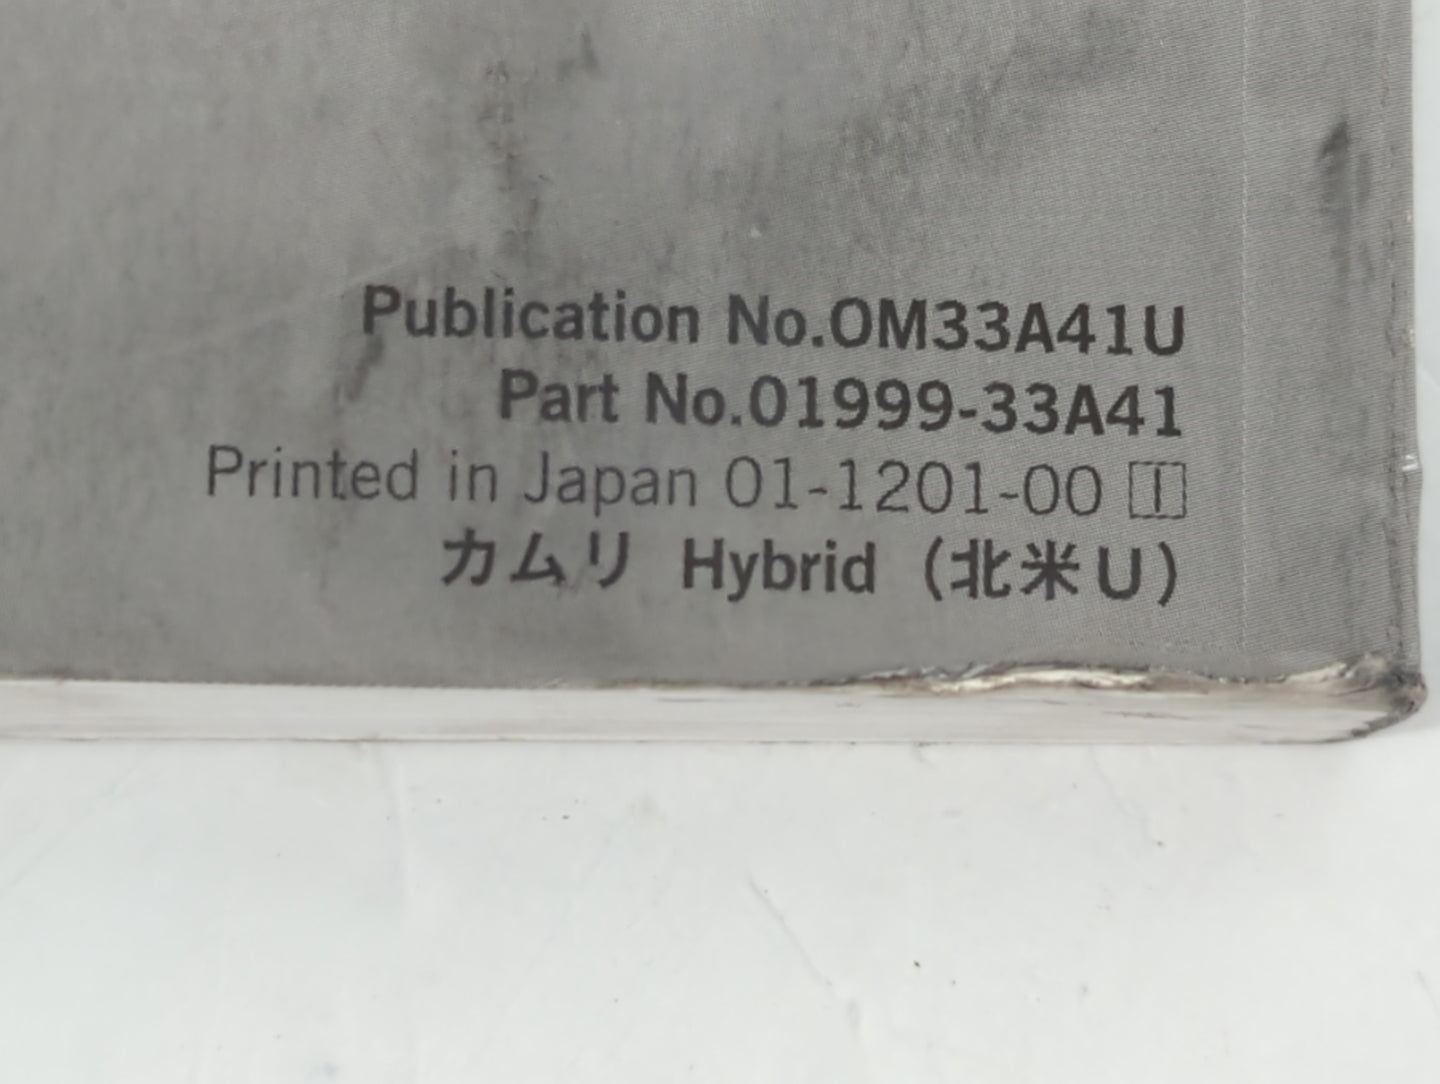 Publication No.OM33A41U
Part No.01999-33A41
Printed in Japan 01-1201-00 🄸
カムリ Hybrid (北米U)